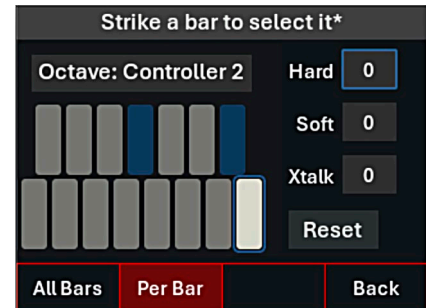 Strike a bar to select it*
Octave: Controller 2
Hard 0
Soft 0
Xtalk 0
Reset
All Bars Per Bar Back